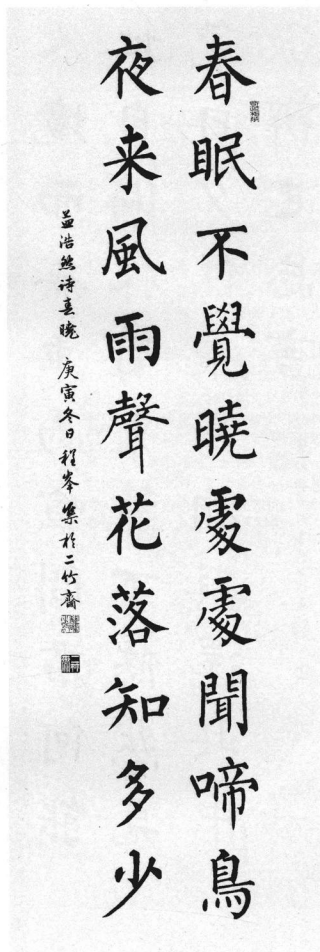 春眠不覺曉處處聞啼鳥
夜来風雨聲花落知多少
孟浩然诗春曉 庚寅冬日程峯集於二竹齋